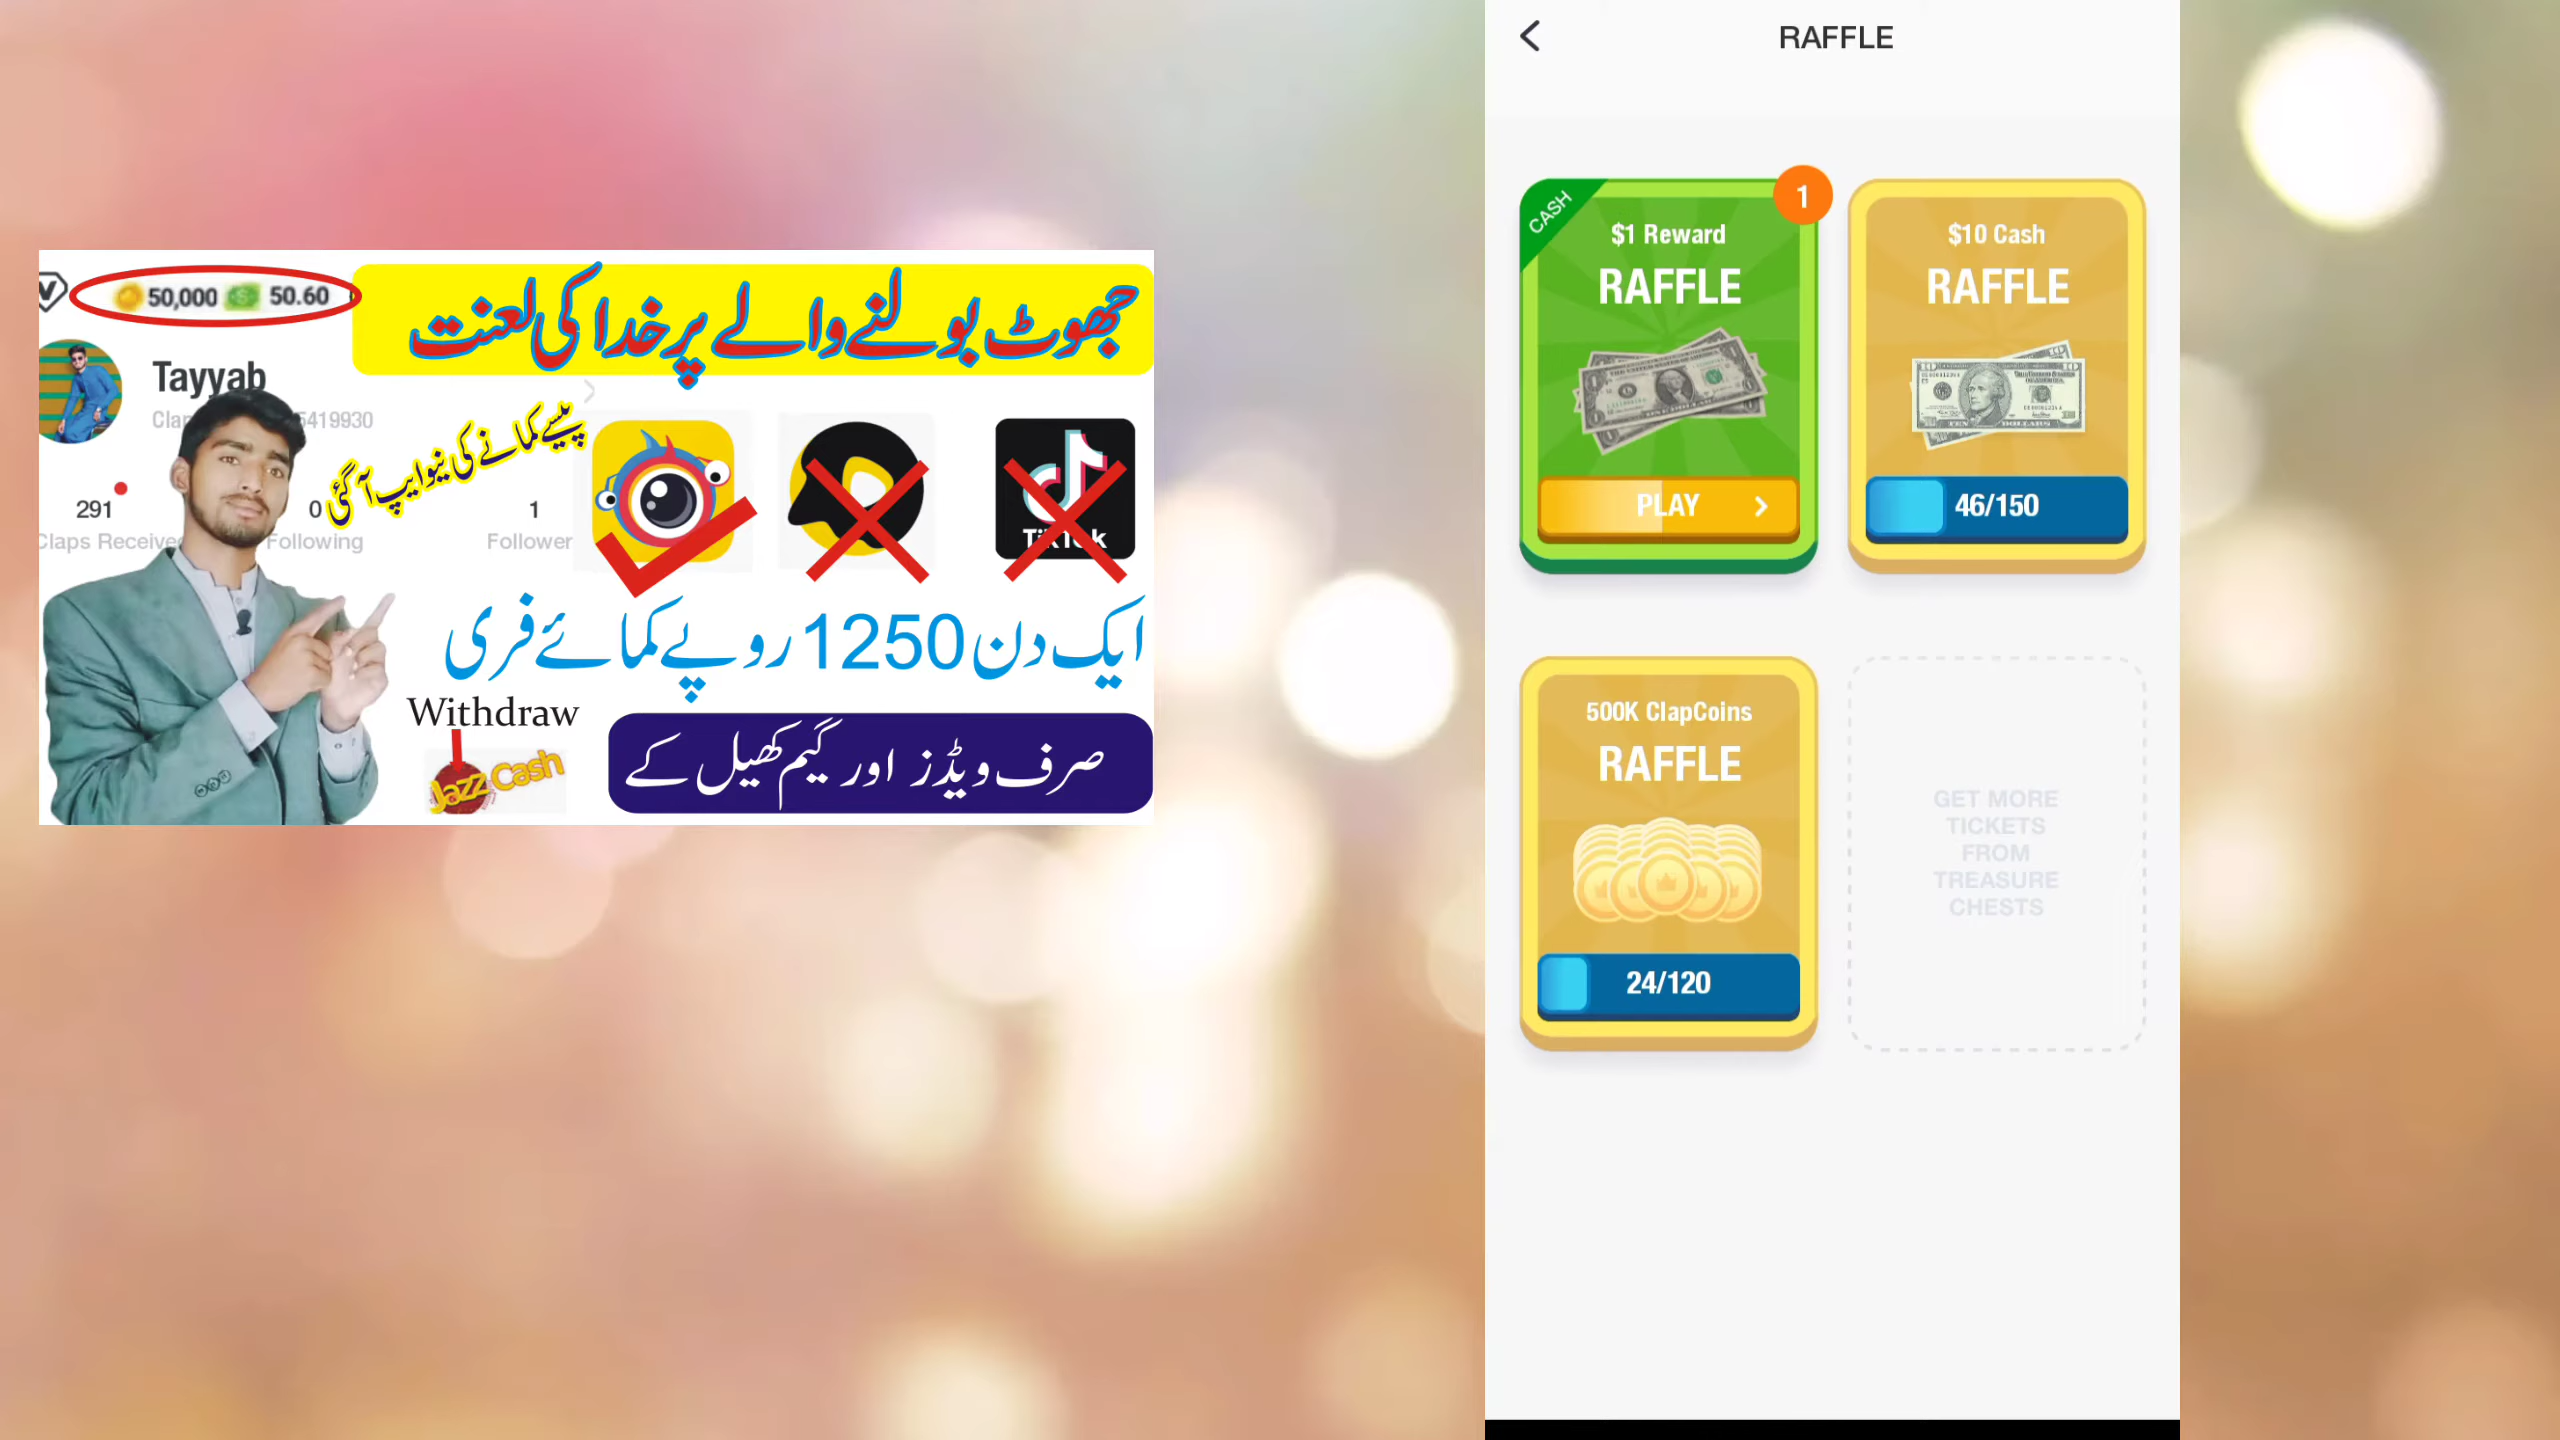 50,000 50.60
جھوٹ بولنے والے پر خدا کی لعنت
Tayyab
5419930
پیسے کمانے کی نیو ایپ آ گئی
291
0
1
Claps Received
Following
Follower
TikTok
ایک دن 1250 روپے کمائے فری
Withdraw
JazzCash
صرف ویڈز اور گیم کھیل کے
RAFFLE
CASH
1
$1 Reward
RAFFLE
PLAY
$10 Cash
RAFFLE
46/150
500K ClapCoins
RAFFLE
24/120
GET MORE
TICKETS
FROM
TREASURE
CHESTS